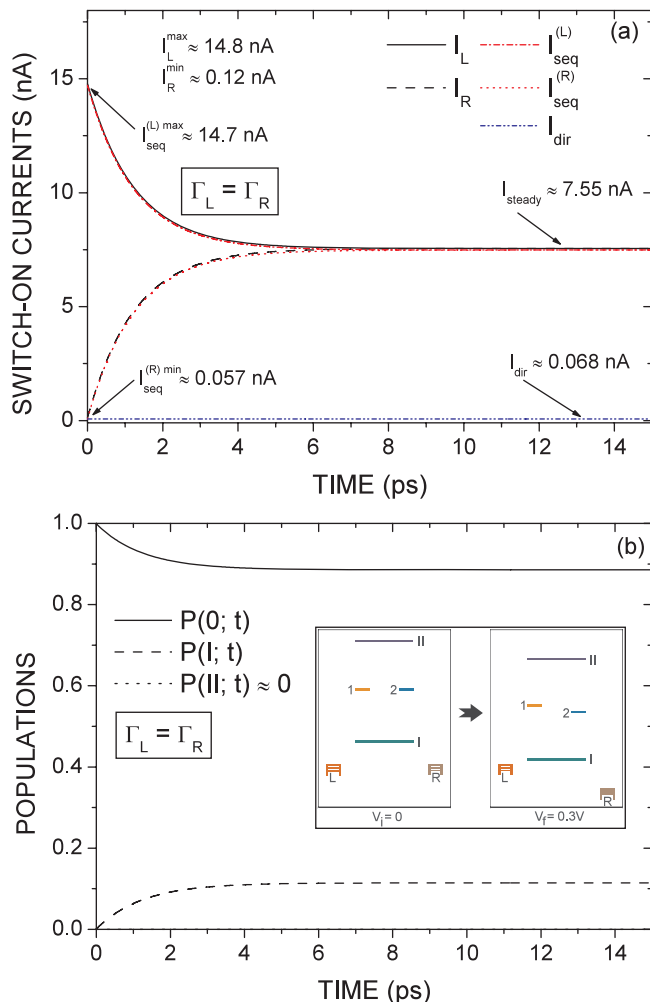 (a)
I_L^max ≈ 14.8 nA
I_R^min ≈ 0.12 nA
I_L
I_seq^(L)
I_R
I_seq^(R)
I_dir
I_seq^(L) max ≈ 14.7 nA
Γ_L = Γ_R
I_steady ≈ 7.55 nA
I_seq^(R) min ≈ 0.057 nA
I_dir ≈ 0.068 nA
SWITCH-ON CURRENTS (nA)
15
10
5
0
0 2 4 6 8 10 12 14
TIME (ps)
(b)
P(0; t)
P(I; t)
P(II; t) ≈ 0
Γ_L = Γ_R
II
1 2
I
L R
V_i = 0
II
1
2
I
L
R
V_f = 0.3V
POPULATIONS
1.0
0.8
0.6
0.4
0.2
0.0
0 2 4 6 8 10 12 14
TIME (ps)